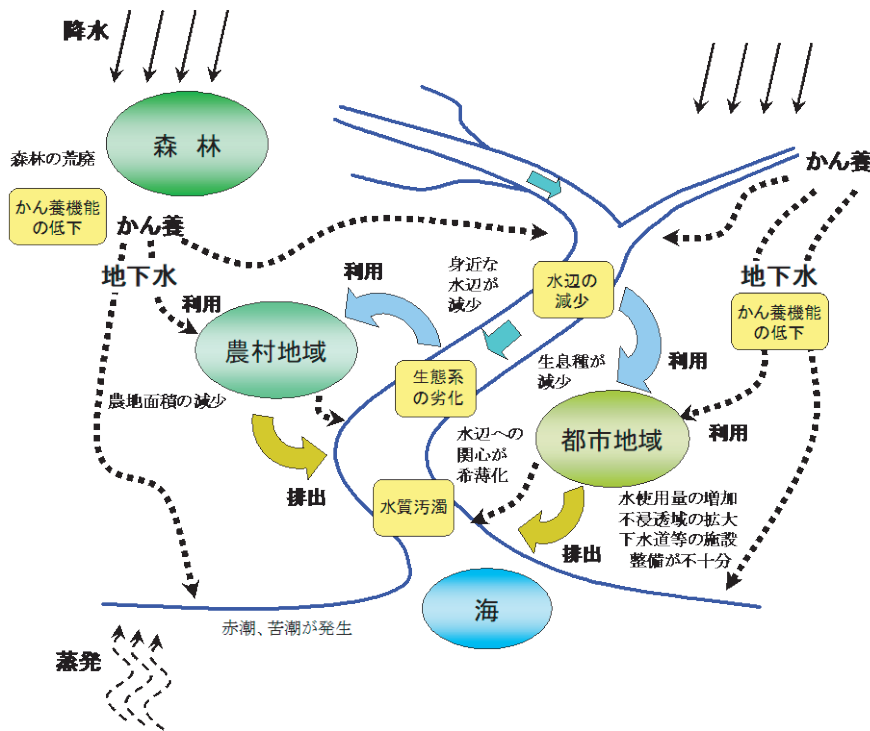 降水
森 林
森林の荒廃
かん養機能
の低下
かん養
地下水
利用
農村地域
農地面積の減少
利用
身近な
水辺が
減少
水辺の
減少
生態系
の劣化
生息種が
減少
利用
かん養
地下水
かん養機能
の低下
利用
都市地域
水辺への
関心が
希薄化
排出
水質汚濁
排出
水使用量の増加
不浸透域の拡大
下水道等の施設
整備が不十分
海
赤潮、苦潮が発生
蒸発